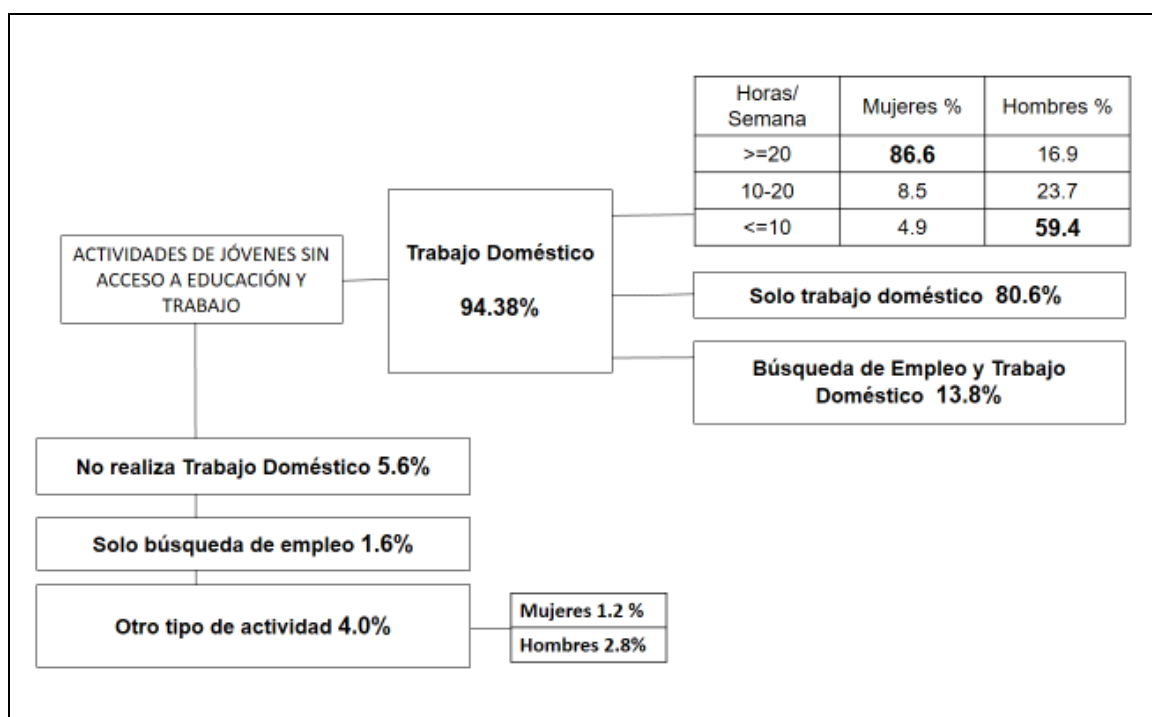 Horas/
Semana
Mujeres %
Hombres %
>=20
86.6
16.9
10-20
8.5
23.7
<=10
4.9
59.4
ACTIVIDADES DE JÓVENES SIN
ACCESO A EDUCACIÓN Y
TRABAJO
Trabajo Doméstico
94.38%
Solo trabajo doméstico 80.6%
Búsqueda de Empleo y Trabajo
Doméstico 13.8%
No realiza Trabajo Doméstico 5.6%
Solo búsqueda de empleo 1.6%
Otro tipo de actividad 4.0%
Mujeres 1.2 %
Hombres 2.8%